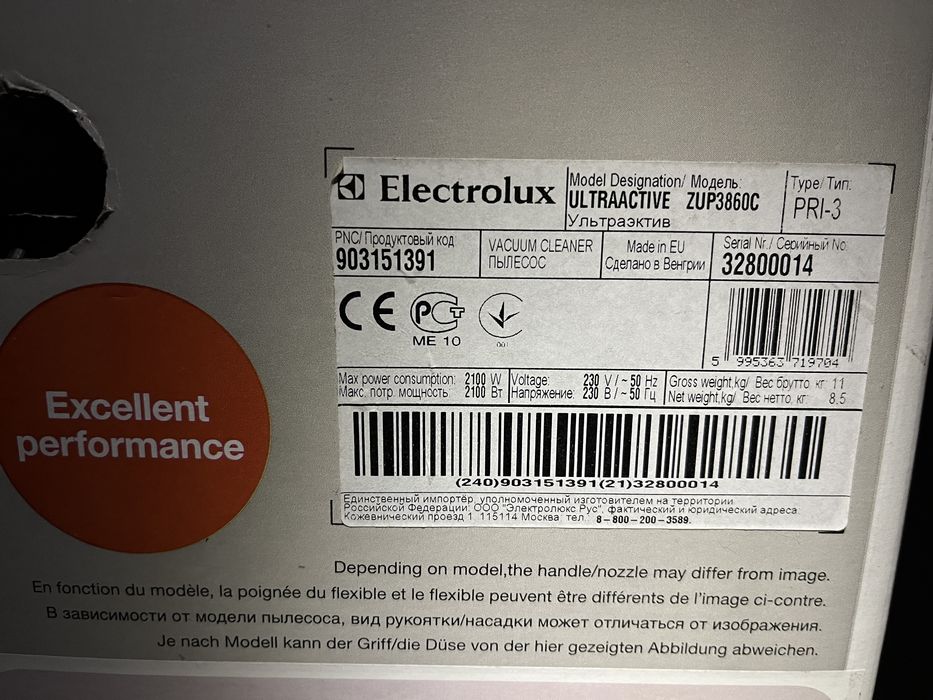 Electrolux
Model Designation/ Модель:
ULTRAACTIVE ZUP3860C
Ультраэктив
Type/ Тип:
PRI-3
PNC/ Продуктовый код
903151391
VACUUM CLEANER
ПЫЛЕСОС
Made in EU
Сделано в Венгрии
Serial Nr./ Серийный No
32800014
CE
РСТ
ME 10
001
5 995363 719704
Max power consumption: 2100 W
Макс. потр. мощность: 2100 Вт
Voltage: 230 V / ~ 50 Hz
Напряжение: 230 В / ~ 50 Гц
Gross weight,kg/ Вес брутто, кг: 11
Net weight,kg/ Вес нетто, кг: 8.5
(240)903151391(21)32800014
Единственный импортёр, уполномоченный изготовителем на территории
Российской Федерации: ООО "Электролюкс Рус", фактический и юридический адреса:
Кожевнический проезд 1, 115114 Москва, тел.: 8-800-200-3589.
Excellent
performance
Depending on model,the handle/nozzle may differ from image.
En fonction du modèle, la poignée du flexible et le flexible peuvent être différents de l'image ci-contre.
В зависимости от модели пылесоса, вид рукоятки/насадки может отличаться от изображения.
Je nach Modell kann der Griff/die Düse von der hier gezeigten Abbildung abweichen.